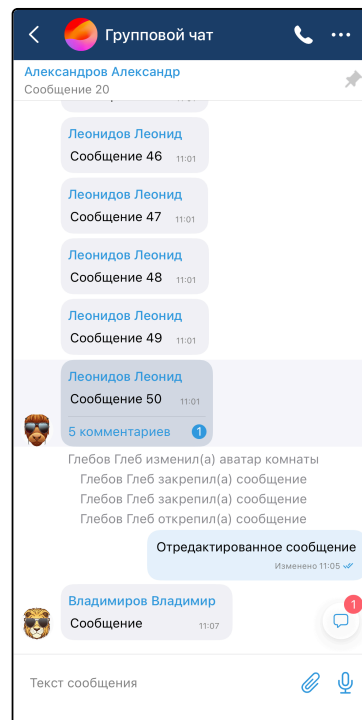 Групповой чат
Александров Александр
Сообщение 20
Леонидов Леонид
Сообщение 46 11:01
Леонидов Леонид
Сообщение 47 11:01
Леонидов Леонид
Сообщение 48 11:01
Леонидов Леонид
Сообщение 49 11:01
Леонидов Леонид
Сообщение 50 11:01
5 комментариев 1
Глебов Глеб изменил(а) аватар комнаты
Глебов Глеб закрепил(а) сообщение
Глебов Глеб закрепил(а) сообщение
Глебов Глеб открепил(а) сообщение
Отредактированное сообщение
Изменено 11:05
Владимиров Владимир
1
Сообщение 11:07
Текст сообщения